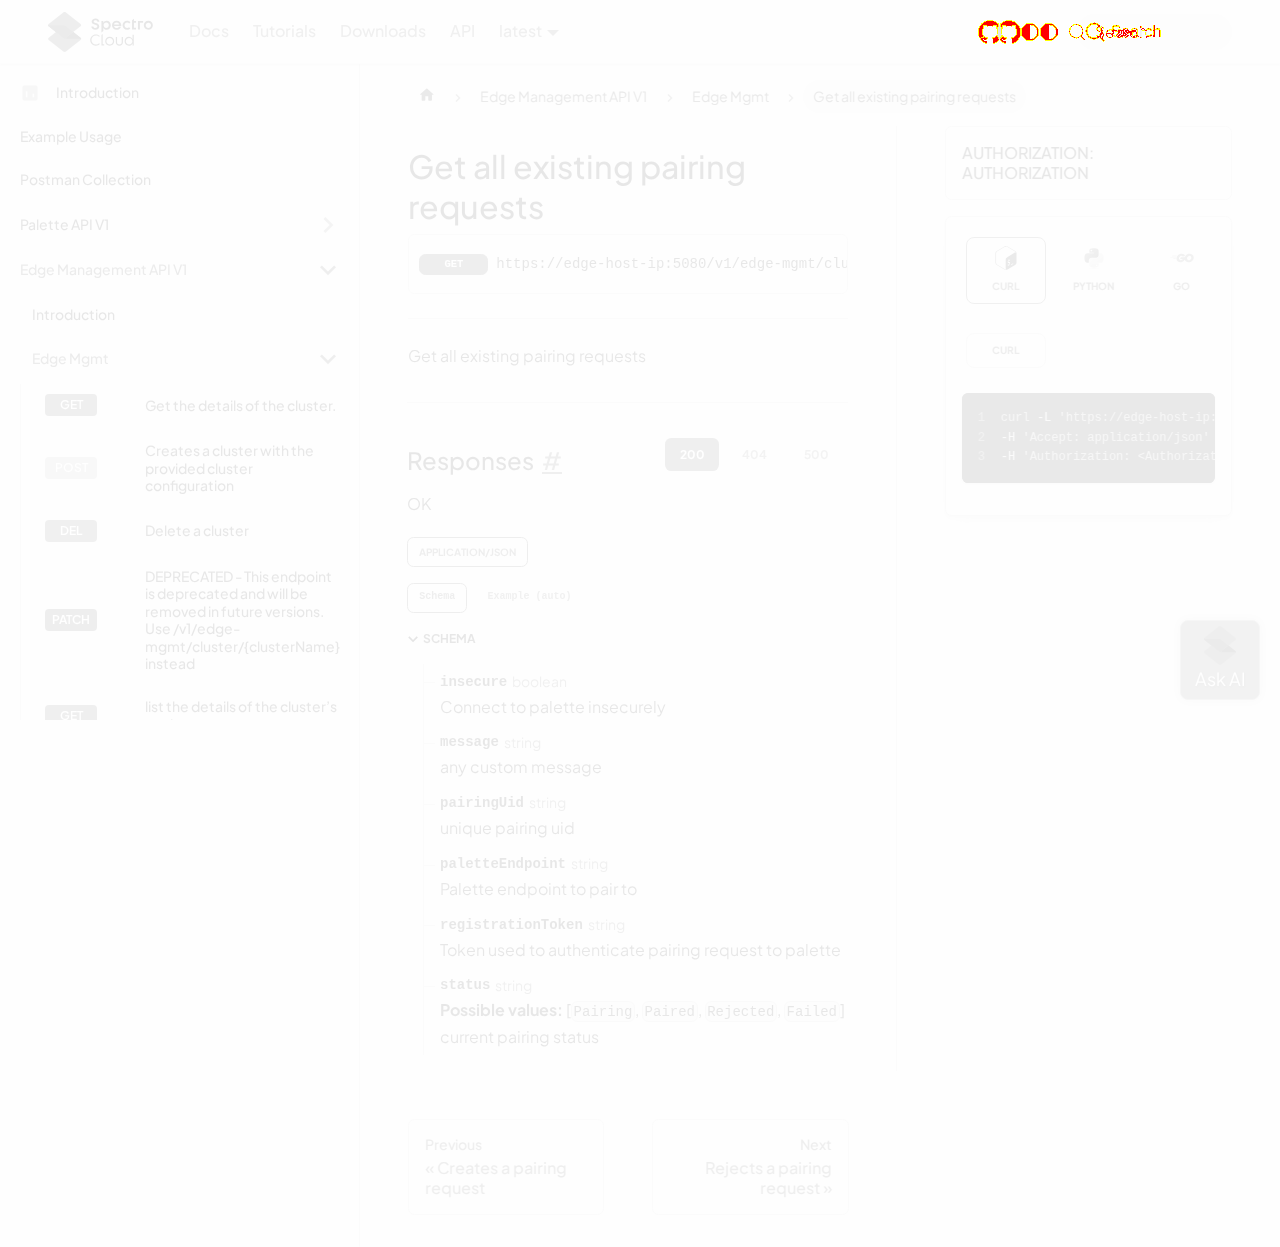 Spectro
Cloud
Docs
Tutorials
Downloads
API
latest
Introduction
Example Usage
Postman Collection
Palette API V1
Edge Management API V1
Introduction
Edge Mgmt
GET
Get the details of the cluster.
POST
Creates a cluster with the
provided cluster
configuration
DEL
Delete a cluster
PATCH
DEPRECATED - This endpoint
is deprecated and will be
removed in future versions.
Use /v1/edge-
mgmt/cluster/{clusterName}
instead
GET
list the details of the cluster's
Edge Management API V1
Edge Mgmt
Get all existing pairing requests
Get all existing pairing
requests
GET
https://edge-host-ip:5080/v1/edge-mgmt/clu
Get all existing pairing requests
Responses #
200
404
500
OK
APPLICATION/JSON
Schema
Example (auto)
SCHEMA
insecure boolean
Connect to palette insecurely
message string
any custom message
pairingUid string
unique pairing uid
paletteEndpoint string
Palette endpoint to pair to
registrationToken string
Token used to authenticate pairing request to palette
status string
Possible values: [Pairing, Paired, Rejected, Failed]
current pairing status
Previous
« Creates a pairing
request
Next
Rejects a pairing
request »
AUTHORIZATION:
AUTHORIZATION
CURL
PYTHON
GO
GO
CURL
1 curl -L 'https://edge-host-ip:
2 -H 'Accept: application/json'
3 -H 'Authorization: <Authorizat
Ask AI